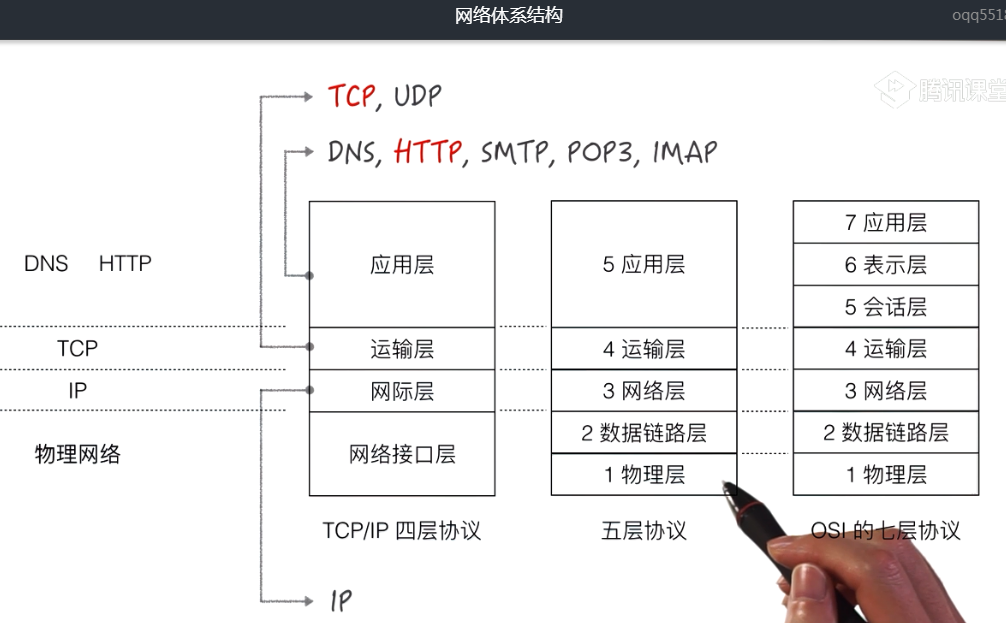 网络体系结构
oqq5518
腾讯课堂
TCP, UDP
DNS, HTTP, SMTP, POP3, IMAP
DNS HTTP
TCP
IP
物理网络
应用层
运输层
网际层
网络接口层
TCP/IP 四层协议
5 应用层
4 运输层
3 网络层
2 数据链路层
1 物理层
五层协议
7 应用层
6 表示层
5 会话层
4 运输层
3 网络层
2 数据链路层
1 物理层
OSI 的七层协议
IP